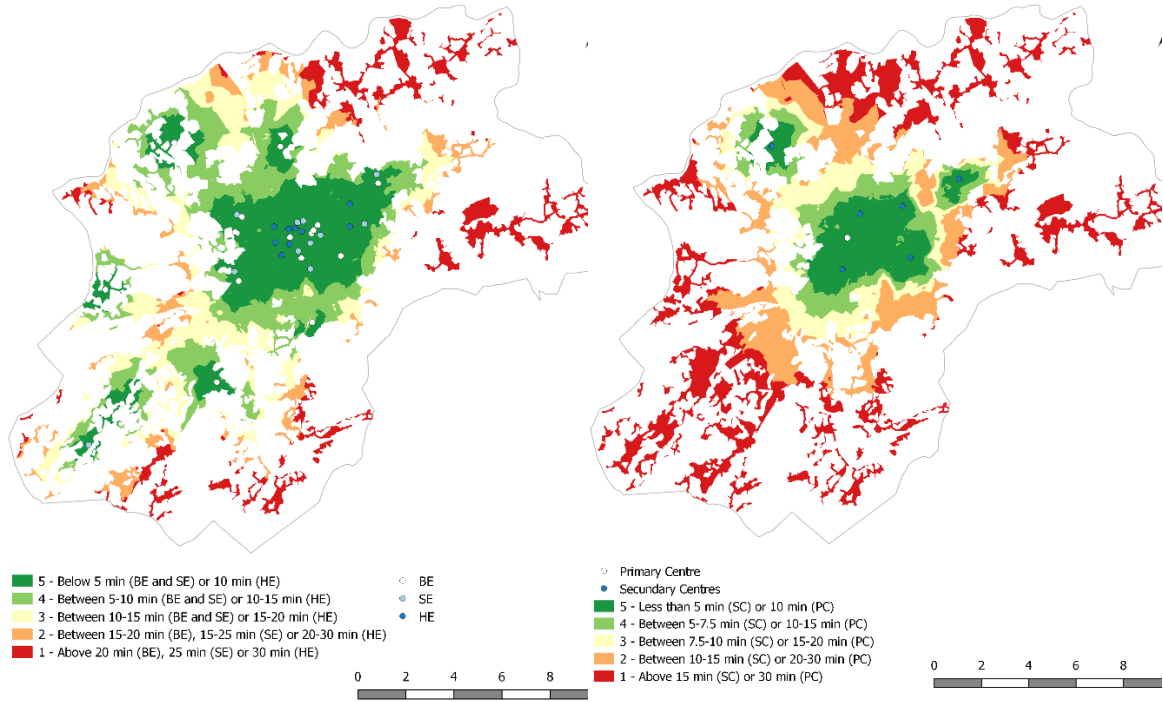 5 - Below 5 min (BE and SE) or 10 min (HE)
4 - Between 5-10 min (BE and SE) or 10-15 min (HE)
3 - Between 10-15 min (BE and SE) or 15-20 min (HE)
2 - Between 15-20 min (BE), 15-25 min (SE) or 20-30 min (HE)
1 - Above 20 min (BE), 25 min (SE) or 30 min (HE)
BE
SE
HE
0 2 4 6 8
Primary Centre
Secundary Centres
5 - Less than 5 min (SC) or 10 min (PC)
4 - Between 5-7.5 min (SC) or 10-15 min (PC)
3 - Between 7.5-10 min (SC) or 15-20 min (PC)
2 - Between 10-15 min (SC) or 20-30 min (PC)
1 - Above 15 min (SC) or 30 min (PC)
0 2 4 6 8